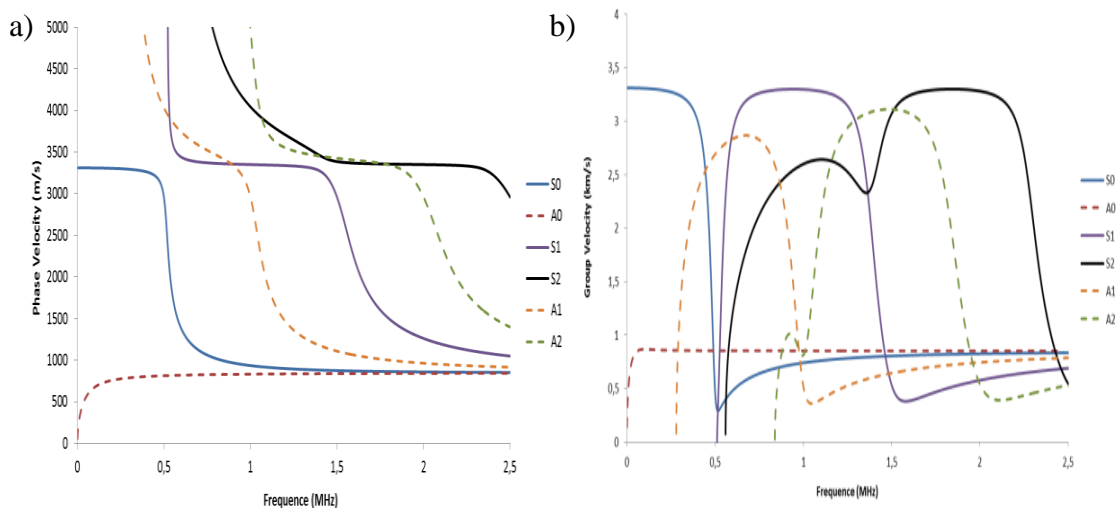 a)
5000
4500
4000
3500
3000
2500
2000
1500
1000
500
0
Phase Velocity (m/s)
0
0,5
1
1,5
2
2,5
Frequence (MHz)
S0
A0
S1
S2
A1
A2
b)
4
3,5
3
2,5
2
1,5
1
0,5
0
Group Velocity (km/s)
0
0,5
1
1,5
2
2,5
Frequence (MHz)
S0
A0
S1
S2
A1
A2